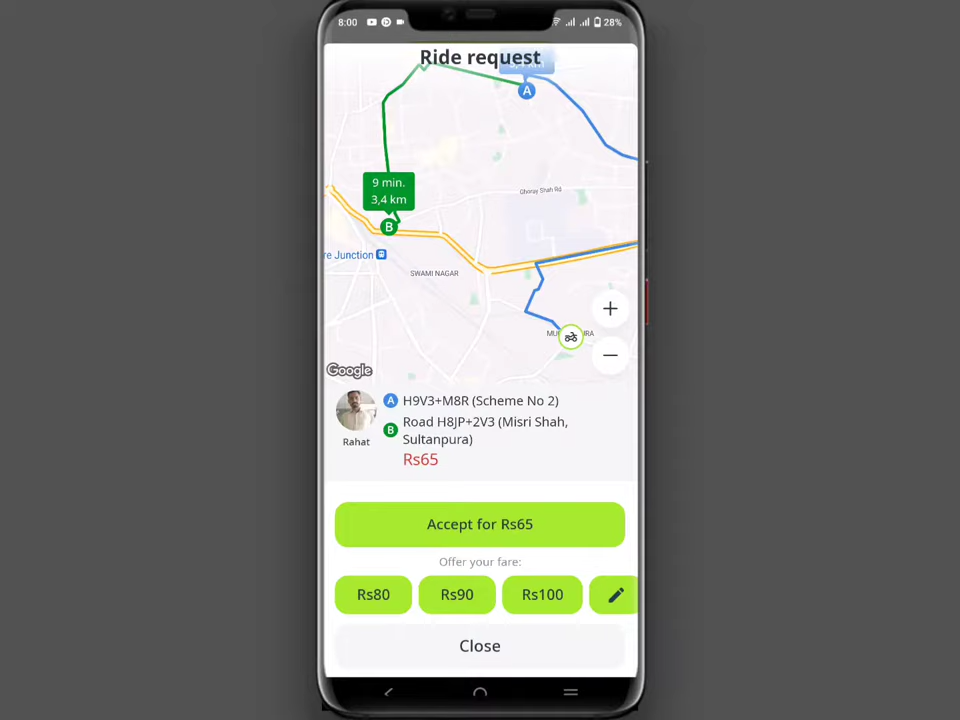 8:00
28%
Ride request
A
Ghoray Shah Rd
9 min.
3,4 km
B
re Junction
SWAMI NAGAR
Google
A H9V3+M8R (Scheme No 2)
B Road H8JP+2V3 (Misri Shah,
Sultanpura)
Rahat
Rs65
Accept for Rs65
Offer your fare:
Rs80 Rs90 Rs100
Close